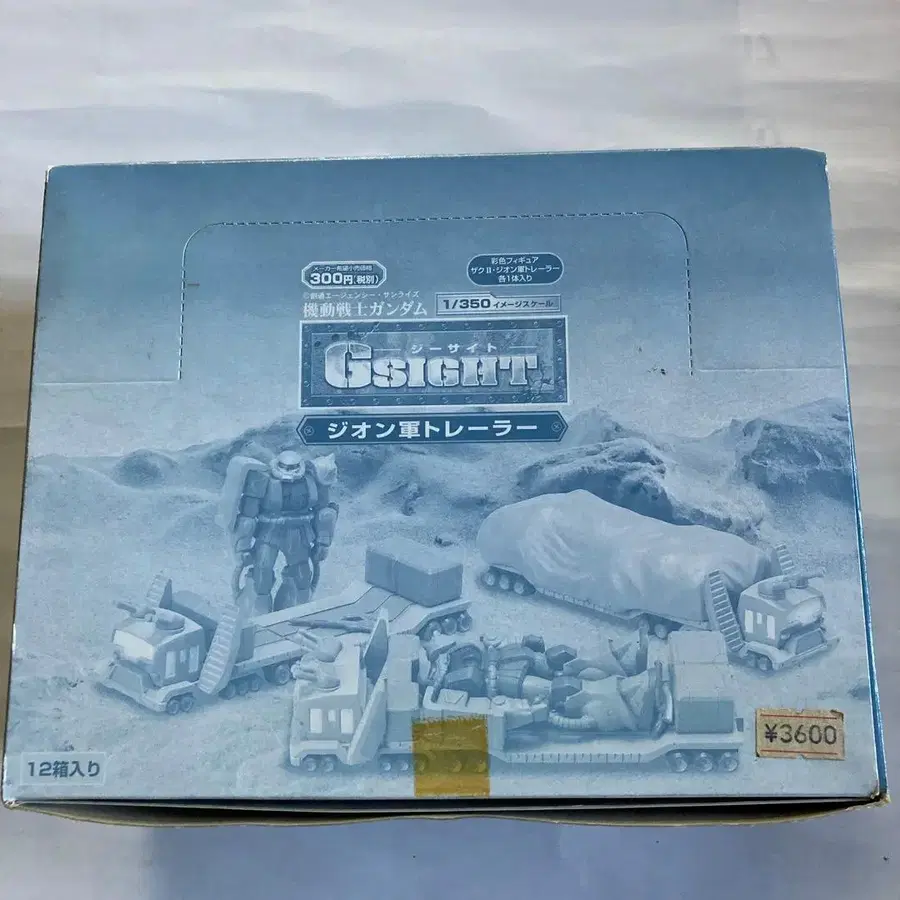 メーカー希望小売価格
300円(税別)
彩色フィギュア
ザクⅡ・ジオン軍トレーラー
各1体入り
©創通エージェンシー・サンライズ
機動戦士ガンダム
1/350イメージスケール
ジーサイト
GSIGHT
ジオン軍トレーラー
¥3600
12箱入り